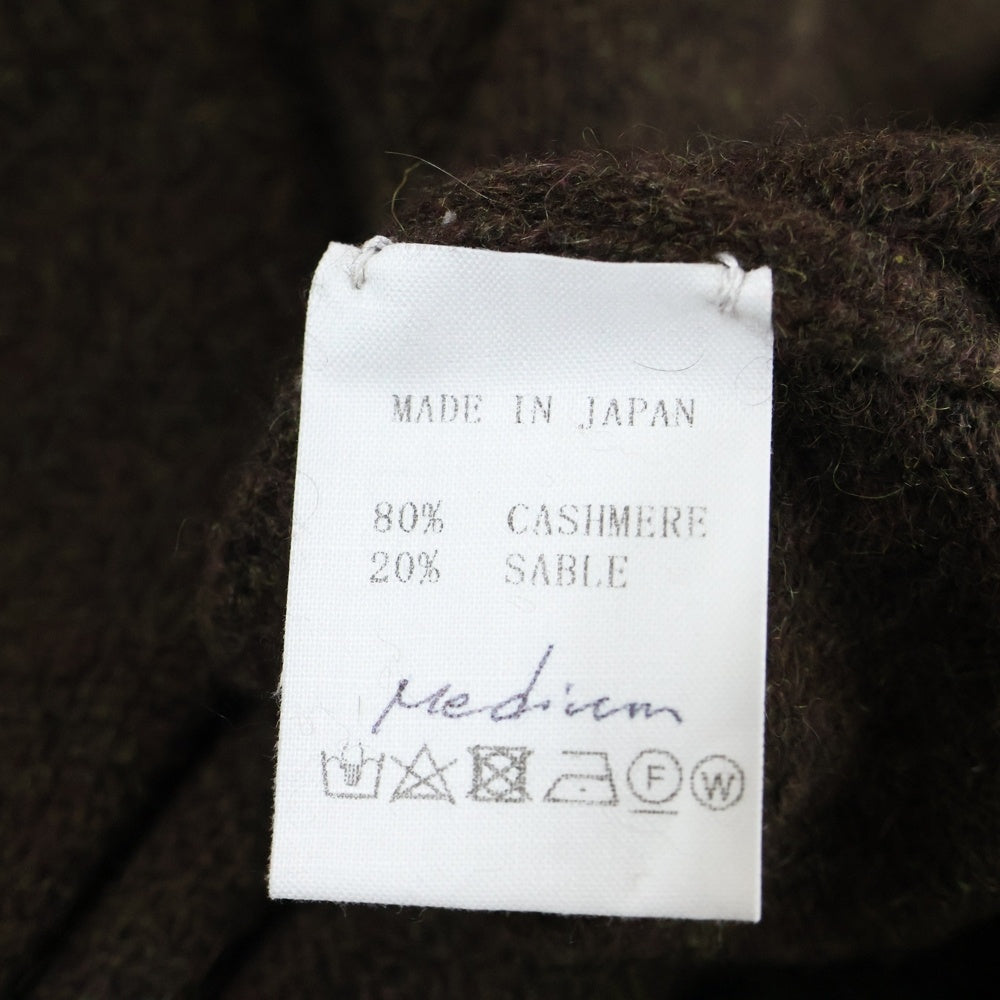 MADE IN JAPAN
80% CASHMERE
20% SABLE
Medium
F W